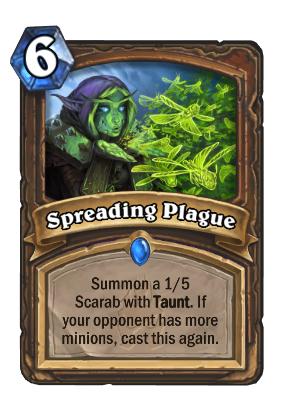 6
Spreading Plague
Summon a 1/5
Scarab with Taunt. If
your opponent has more
minions, cast this again.